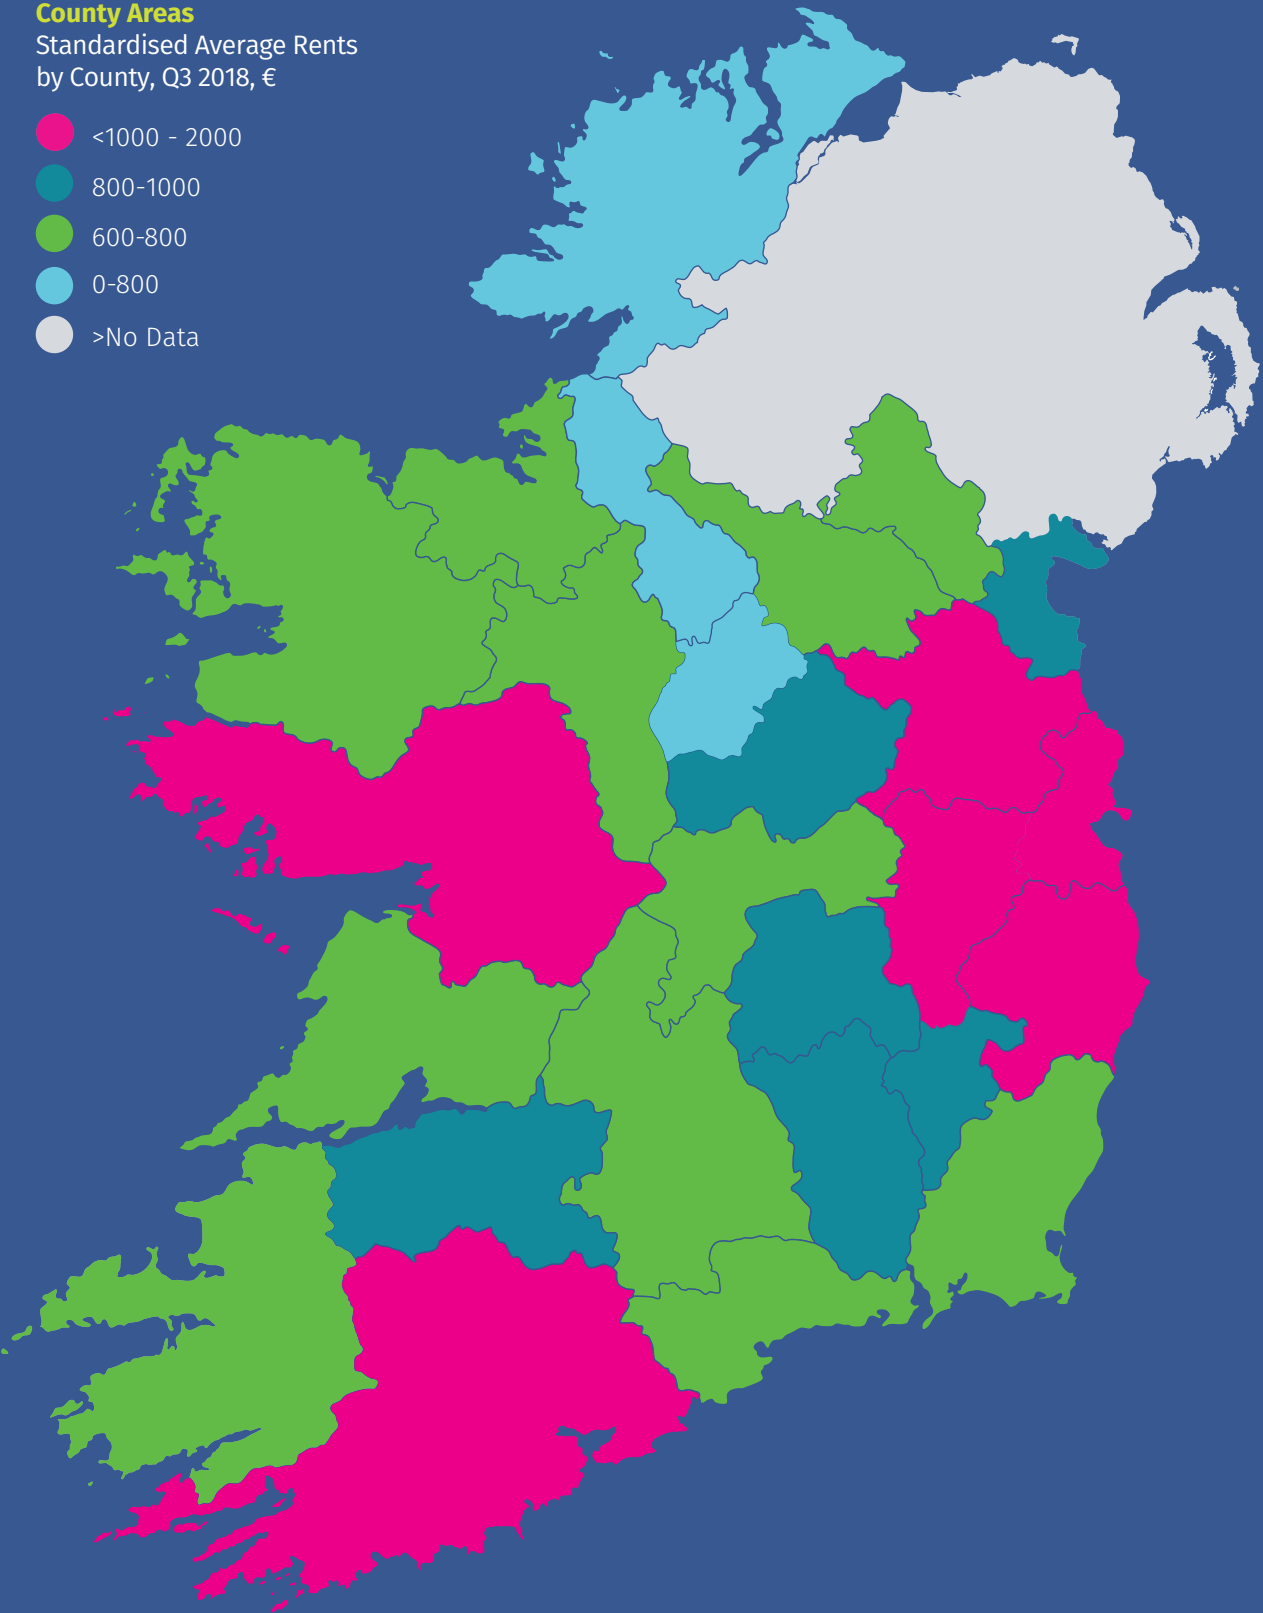 County Areas
Standardised Average Rents
by County, Q3 2018, €
<1000 - 2000
800-1000
600-800
0-800
>No Data